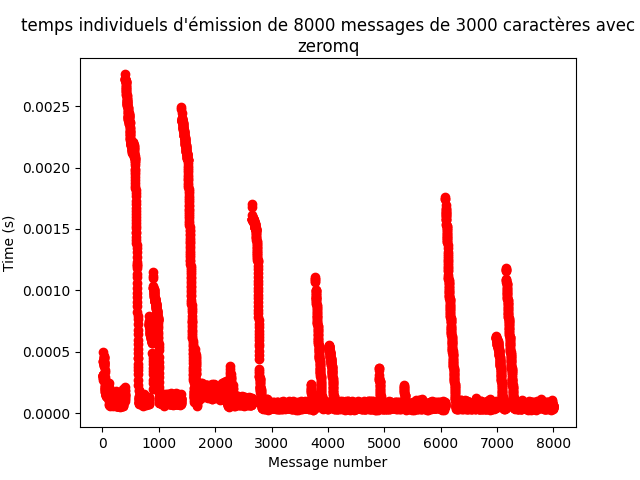 temps individuels d'émission de 8000 messages de 3000 caractères avec
zeromq
0.0025
0.0020
0.0015
0.0010
0.0005
0.0000
Time (s)
0 1000 2000 3000 4000 5000 6000 7000 8000
Message number